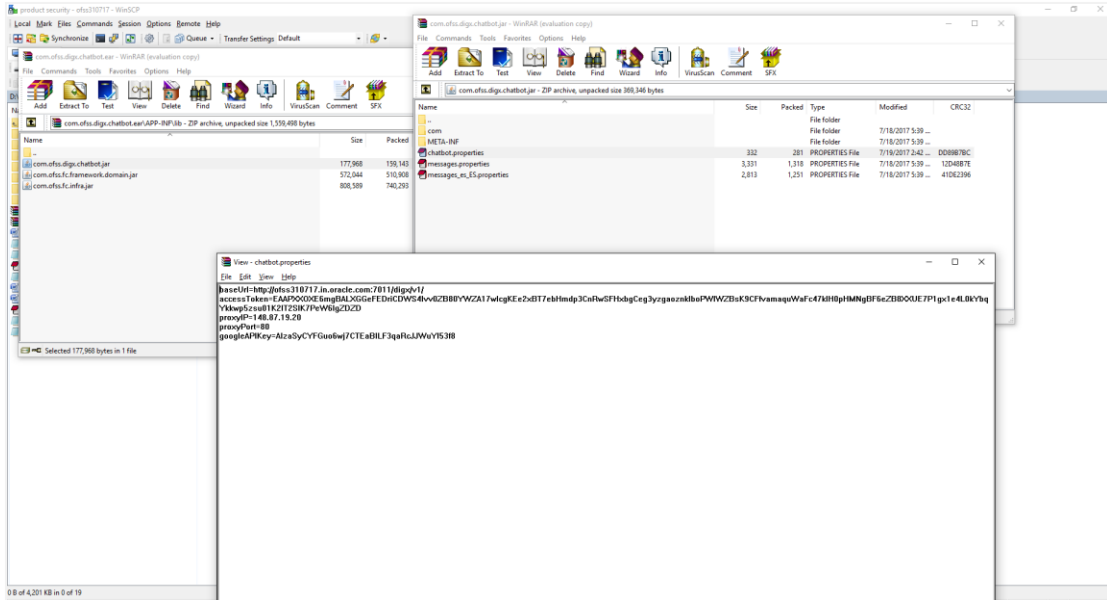 product security - ofss310717 - WinSCP
Local Mark Files Commands Session Options Remote Help
Synchronize Queue Transfer Settings Default
com.ofss.digx.chatbot.ear - WinRAR (evaluation copy)
File Commands Tools Favorites Options Help
Add Extract To Test View Delete Find Wizard Info VirusScan Comment SFX
com.ofss.digx.chatbot.ear\APP-INF\lib - ZIP archive, unpacked size 1,559,498 bytes
Name Size Packed
..
com.ofss.digx.chatbot.jar 177,968 159,143
com.ofss.fc.framework.domain.jar 572,044 510,908
com.ofss.fc.infra.jar 808,589 740,293
Selected 177,968 bytes in 1 file
com.ofss.digx.chatbot.jar - WinRAR (evaluation copy)
File Commands Tools Favorites Options Help
Add Extract To Test View Delete Find Wizard Info VirusScan Comment SFX
com.ofss.digx.chatbot.jar - ZIP archive, unpacked size 369,346 bytes
Name Size Packed Type Modified CRC32
.. File folder
com File folder 7/18/2017 5:39 ...
META-INF File folder 7/18/2017 5:39 ...
chatbot.properties 332 281 PROPERTIES File 7/19/2017 2:42 ... DD89B7BC
messages.properties 3,331 1,318 PROPERTIES File 7/18/2017 5:39 ... 12D48B7E
messages_es_ES.properties 2,813 1,251 PROPERTIES File 7/18/2017 5:39 ... 41DE2396
View - chatbot.properties
File Edit View Help
baseUrl=http://ofss310717.in.oracle.com:7011/digx/v1/
accessToken=
proxyIP=148.87.19.20
proxyPort=80
googleAPIKey=
0 B of 4,201 KB in 0 of 19